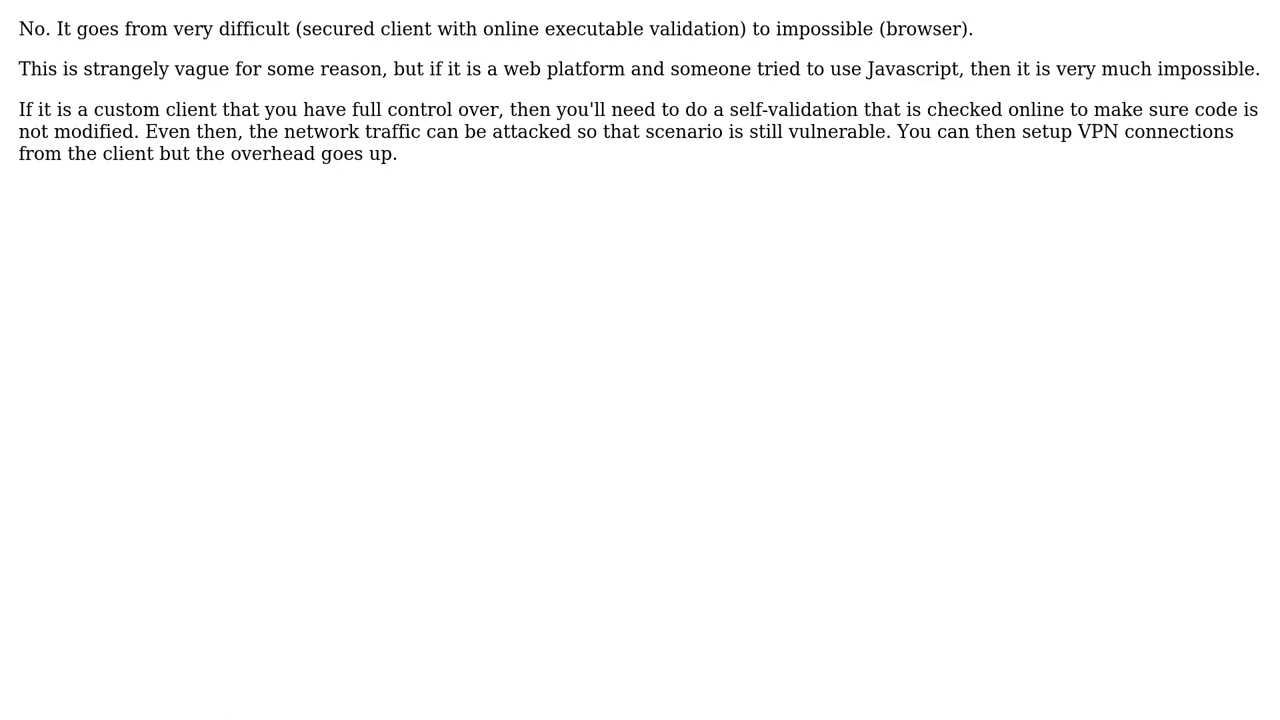 No. It goes from very difficult (secured client with online executable validation) to impossible (browser).
This is strangely vague for some reason, but if it is a web platform and someone tried to use Javascript, then it is very much impossible.
If it is a custom client that you have full control over, then you'll need to do a self-validation that is checked online to make sure code is
not modified. Even then, the network traffic can be attacked so that scenario is still vulnerable. You can then setup VPN connections
from the client but the overhead goes up.